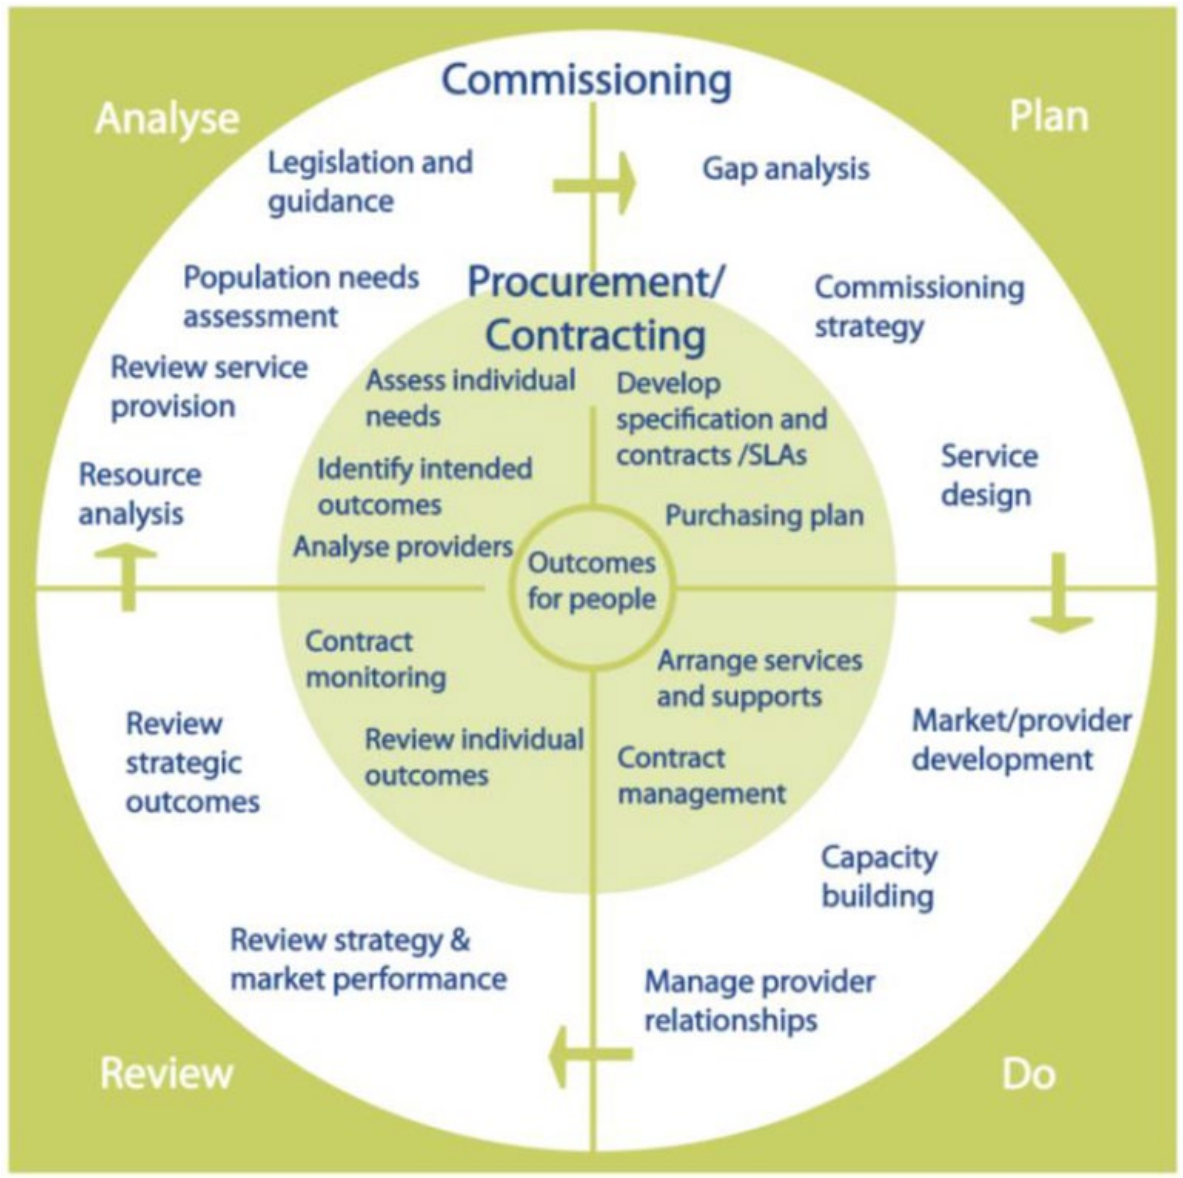 Commissioning
Analyse
Plan
Legislation and
guidance
Gap analysis
Population needs
assessment
Procurement/
Contracting
Commissioning
strategy
Review service
provision
Assess individual
needs
Develop
specification and
contracts /SLAs
Resource
analysis
Identify intended
outcomes
Service
design
Purchasing plan
Analyse providers
Outcomes
for people
Contract
monitoring
Arrange services
and supports
Review
strategic
outcomes
Review individual
outcomes
Contract
management
Market/provider
development
Capacity
building
Review strategy &
market performance
Manage provider
relationships
Review
Do